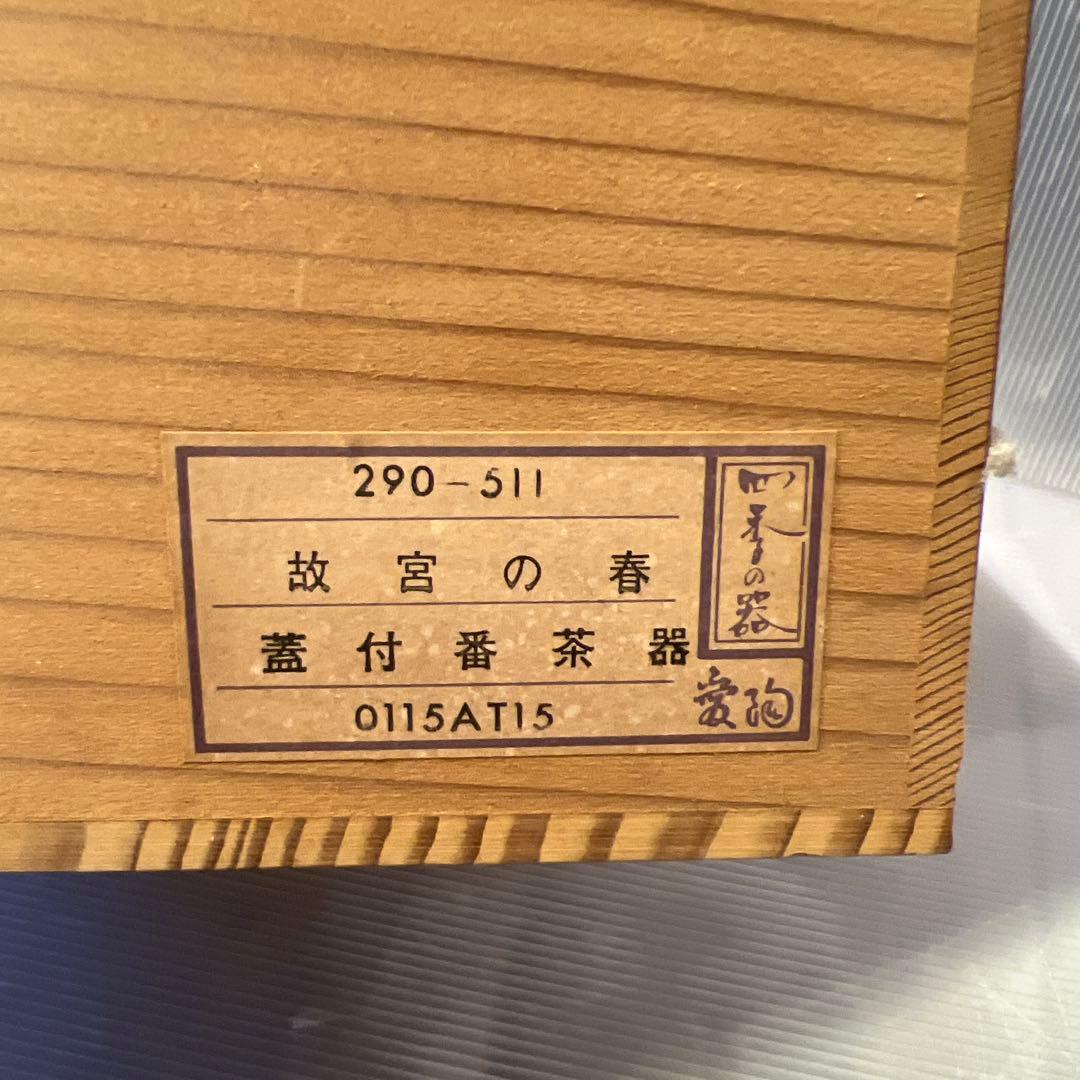 290-511
故宮の春
蓋付番茶器
0115AT15
四季の器
愛陶